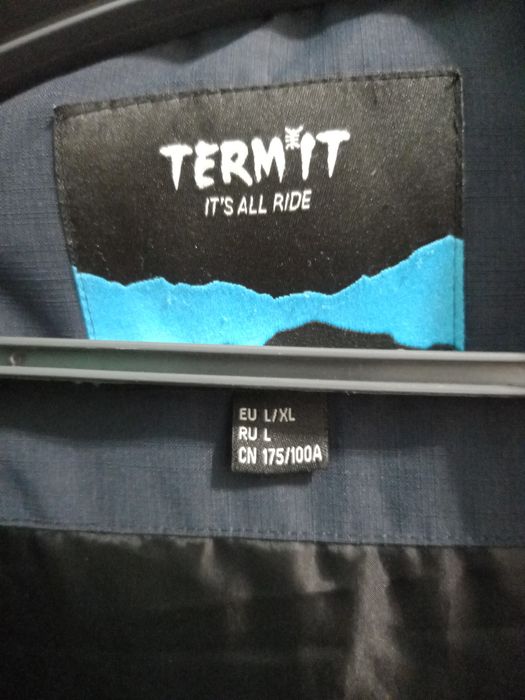 TERMIT
IT'S ALL RIDE
EU L/XL
RU L
CN 175/100A